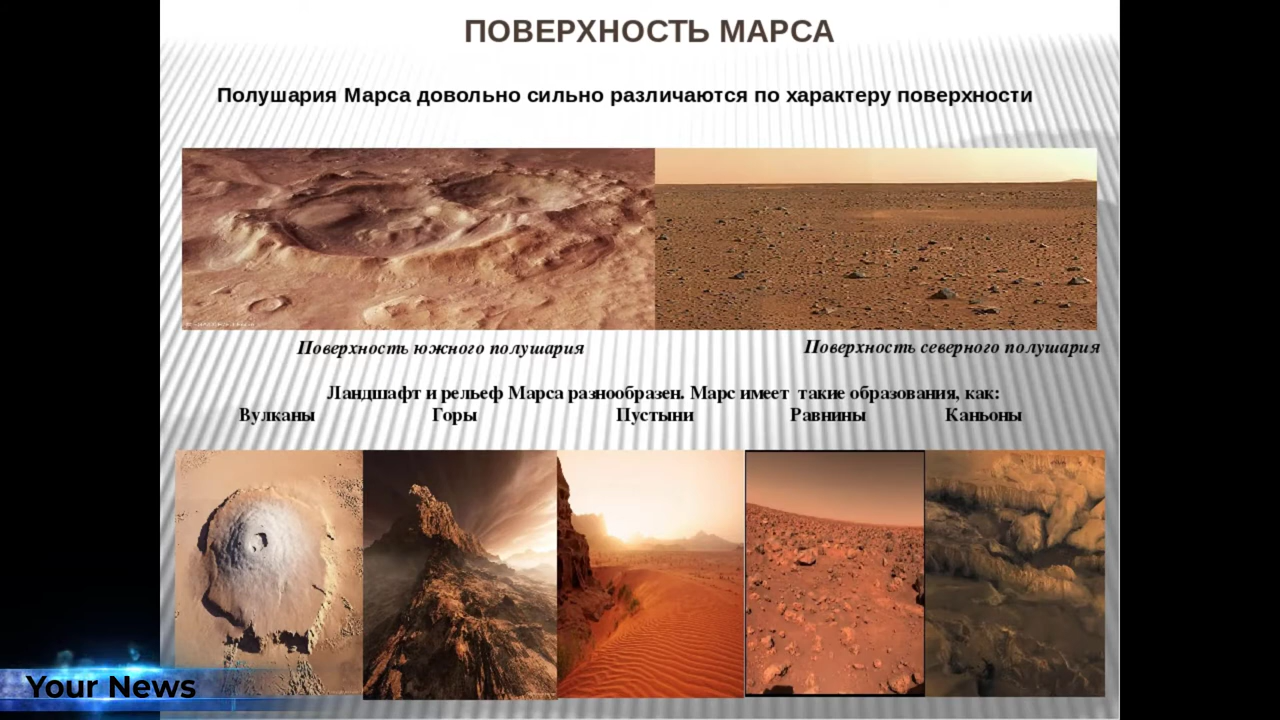 ПОВЕРХНОСТЬ МАРСА
Полушария Марса довольно сильно различаются по характеру поверхности
Поверхность южного полушария
Поверхность северного полушария
Ландшафт и рельеф Марса разнообразен. Марс имеет такие образования, как:
Вулканы Горы Пустыни Равнины Каньоны
Your News